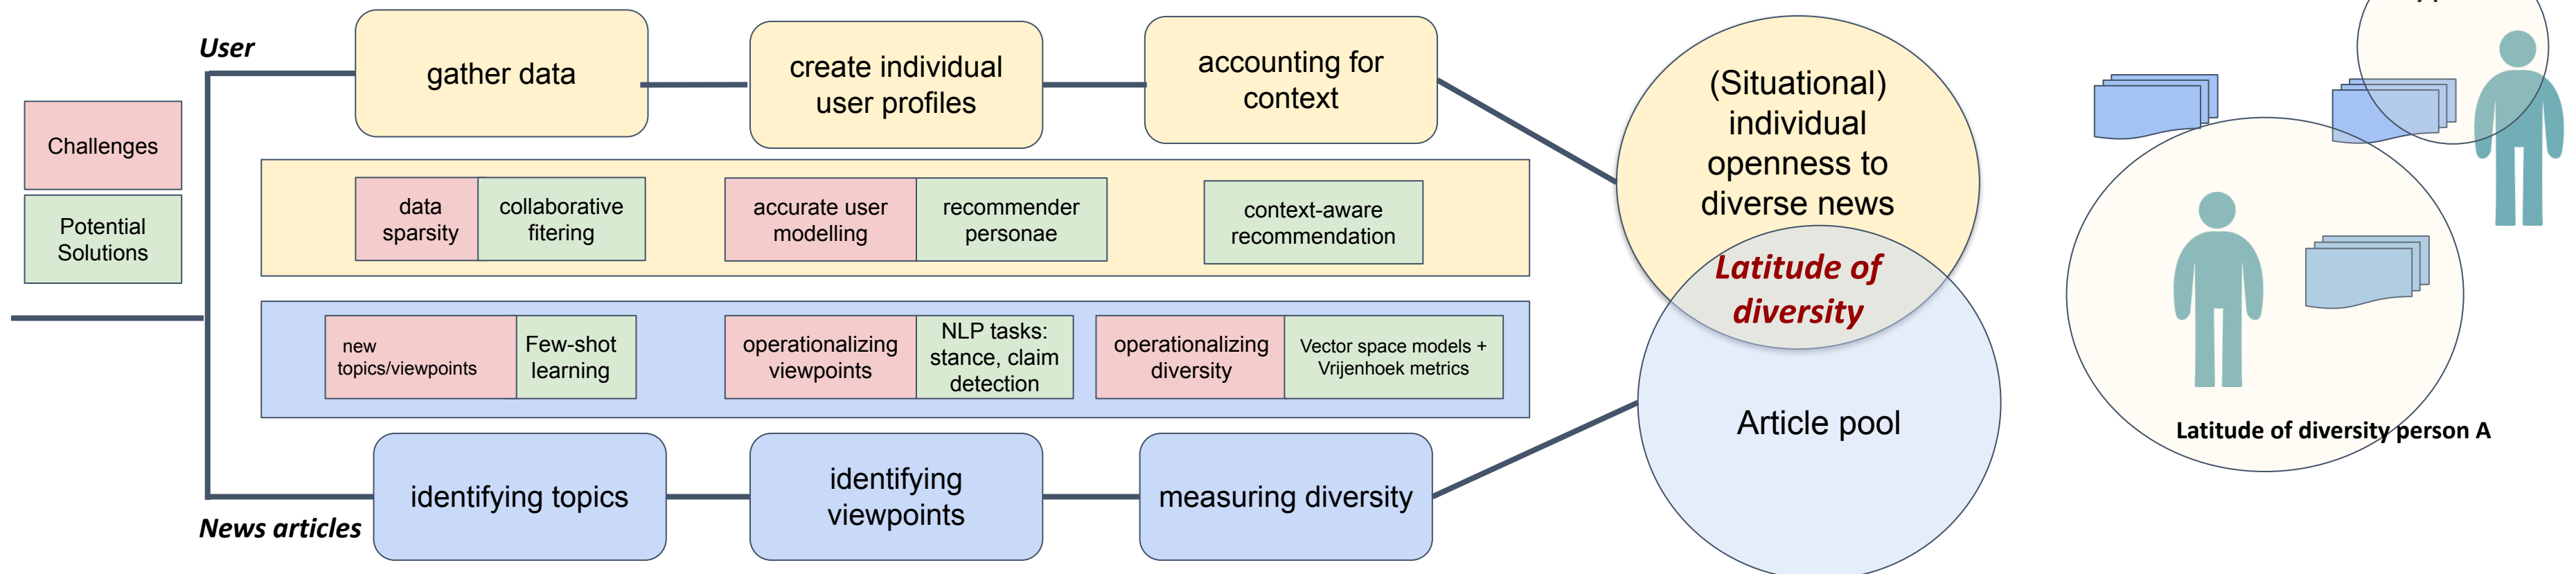 User
gather data
create individual
user profiles
accounting for
context
Challenges
Potential
Solutions
data
sparsity
collaborative
fitering
accurate user
modelling
recommender
personae
context-aware
recommendation
new
topics/viewpoints
Few-shot
learning
operationalizing
viewpoints
NLP tasks:
stance, claim
detection
operationalizing
diversity
Vector space models +
Vrijenhoek metrics
News articles
identifying topics
identifying
viewpoints
measuring diversity
(Situational)
individual
openness to
diverse news
Latitude of
diversity
Article pool
Latitude of diversity person A